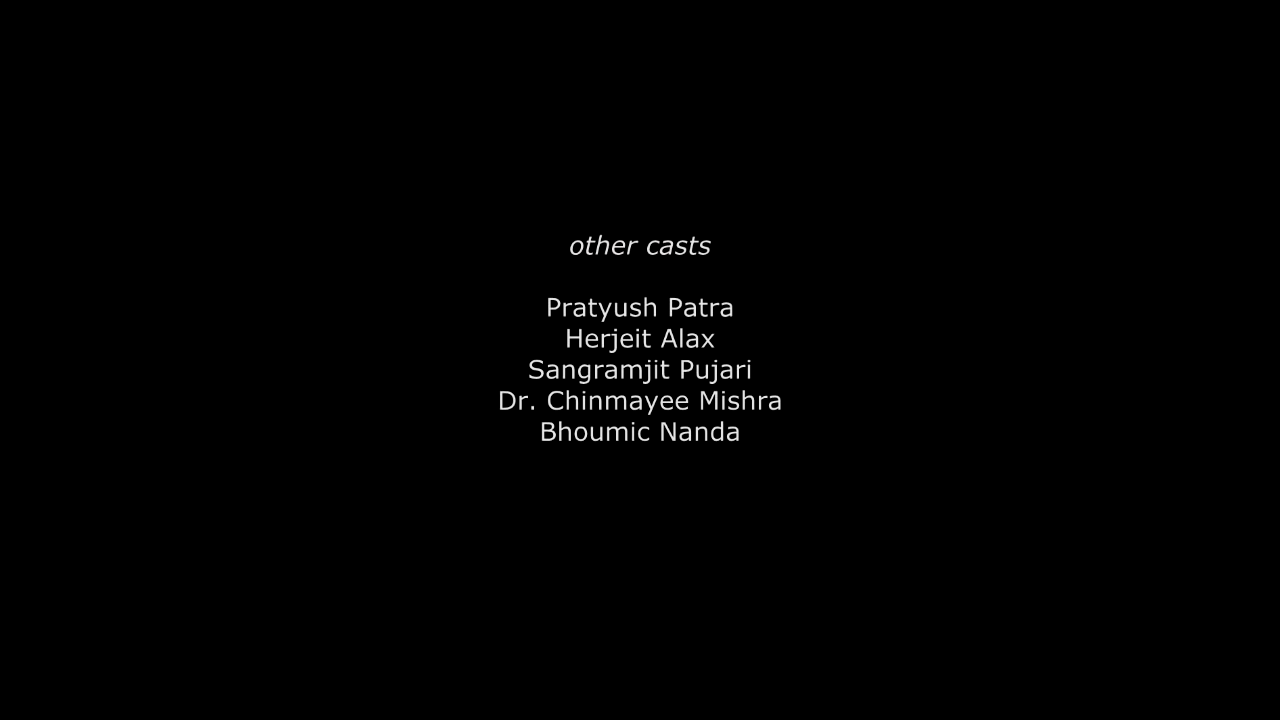 other casts
Pratyush Patra
Herjeit Alax
Sangramjit Pujari
Dr. Chinmayee Mishra
Bhoumic Nanda